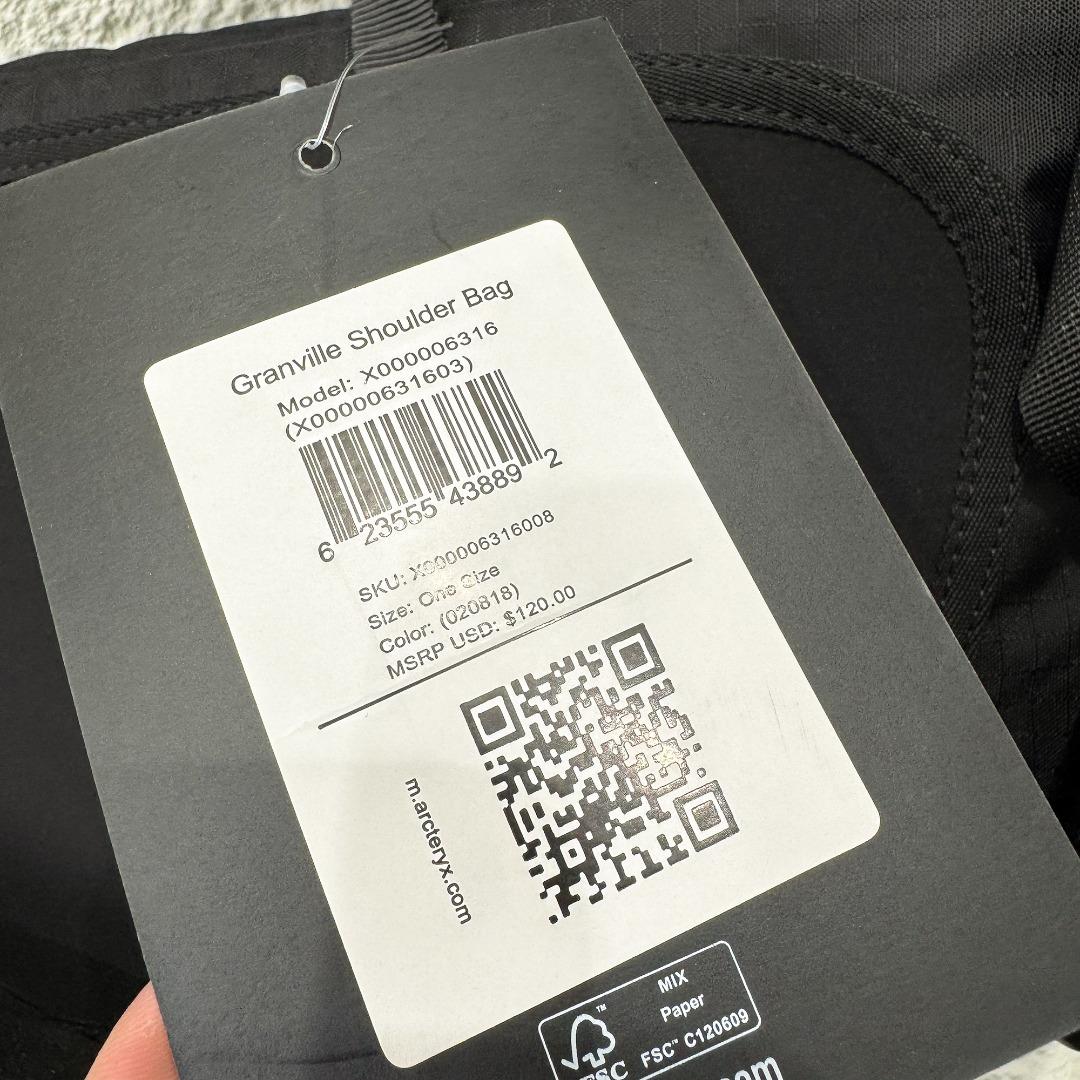 Granville Shoulder Bag
Model: X000006316
(X00000631603)
6 23555 43889 2
SKU: X000006316008
Size: One Size
Color: (020818)
MSRP USD: $120.00
m.arcteryx.com
MIX
Paper
FSC™ C120609
FSC